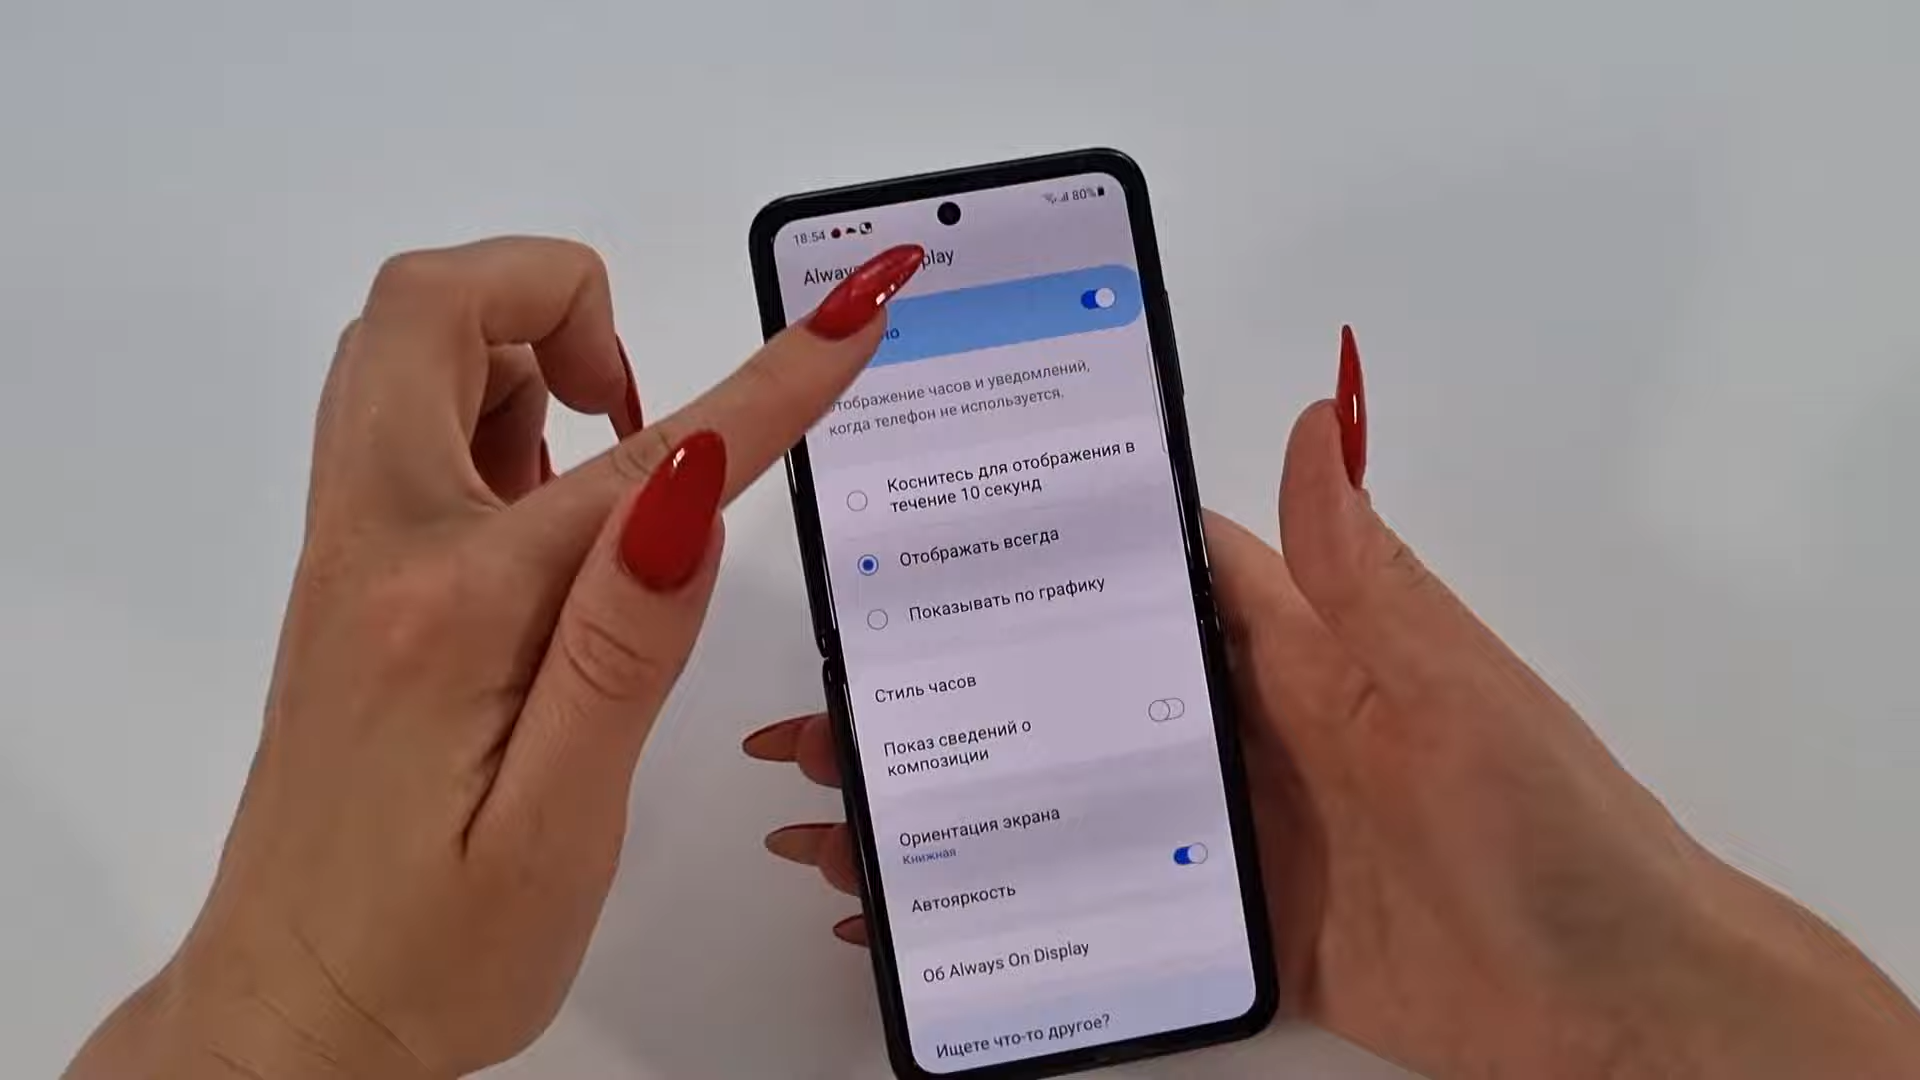 18:54
80%
Always play
но
отображение часов и уведомлений,
когда телефон не используется.
Коснитесь для отображения в
течение 10 секунд
Отображать всегда
Показывать по графику
Стиль часов
Показ сведений о
композиции
Ориентация экрана
Книжная
Автояркость
Об Always On Display
Ищете что-то другое?